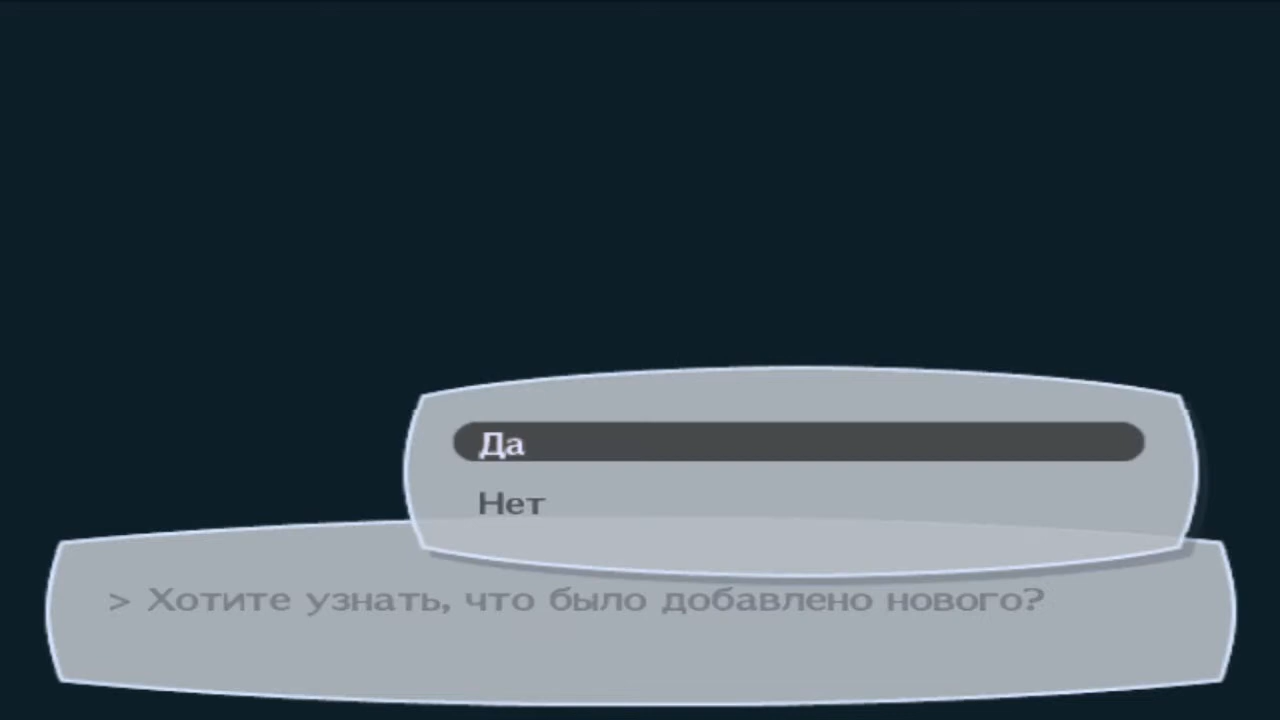 Да
Нет
> Хотите узнать, что было добавлено нового?